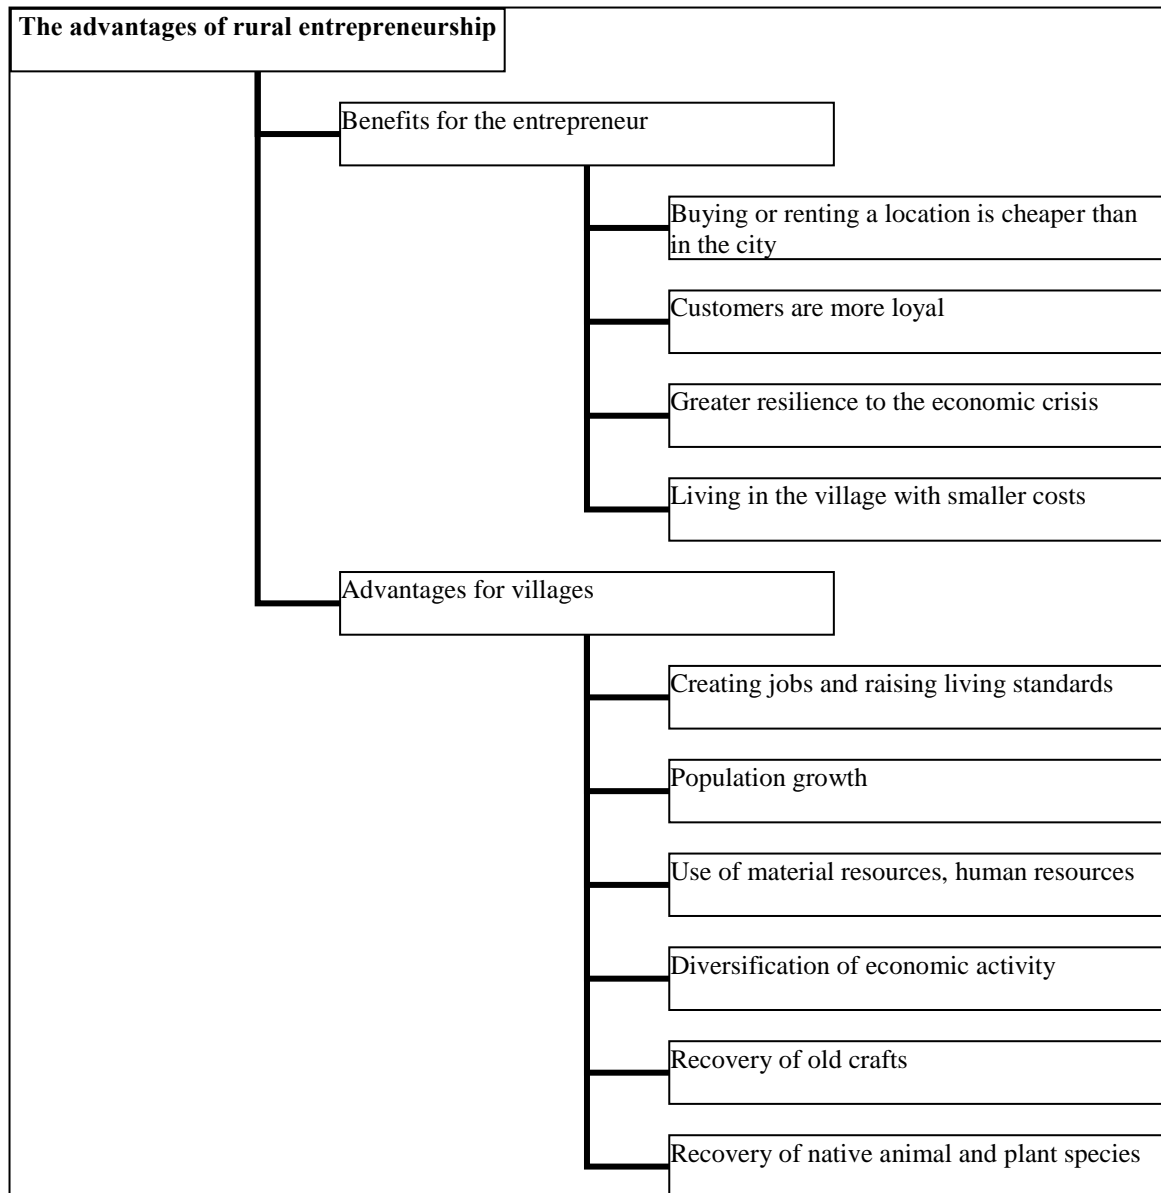 The advantages of rural entrepreneurship
Benefits for the entrepreneur
Buying or renting a location is cheaper than
in the city
Customers are more loyal
Greater resilience to the economic crisis
Living in the village with smaller costs
Advantages for villages
Creating jobs and raising living standards
Population growth
Use of material resources, human resources
Diversification of economic activity
Recovery of old crafts
Recovery of native animal and plant species